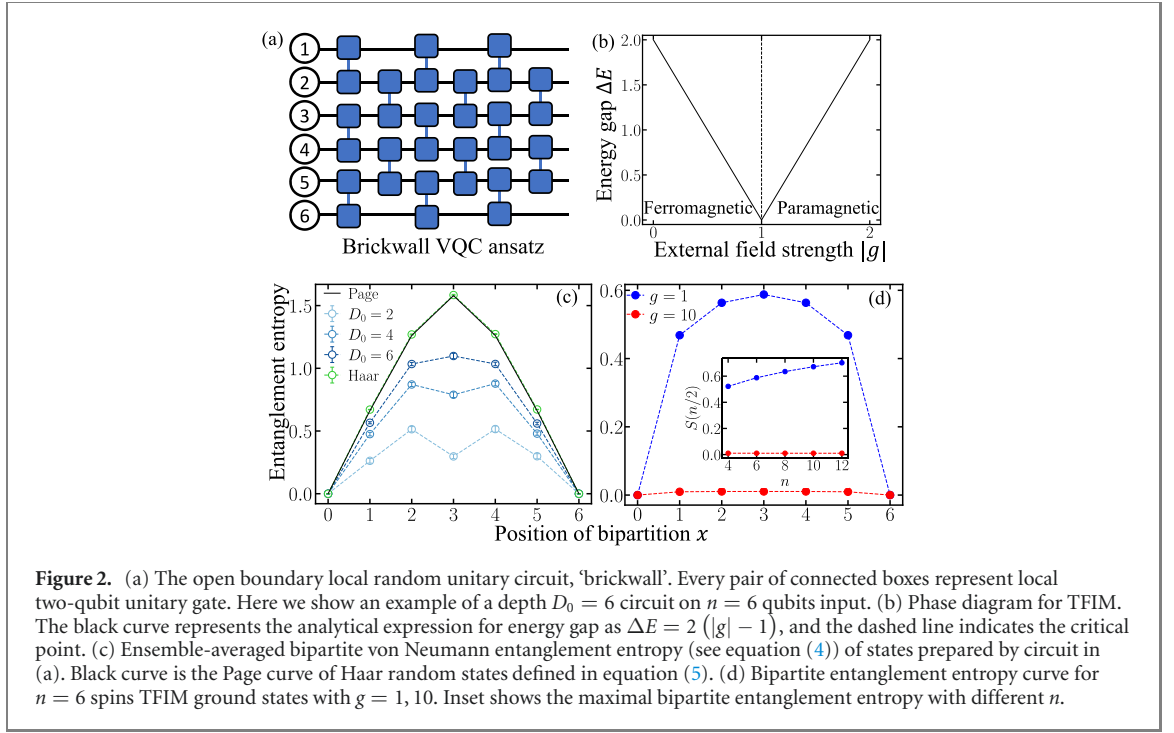 (a)
1
2
3
4
5
6
Brickwall VQC ansatz
(b)
Energy gap ΔE
2.0
1.5
1.0
0.5
0.0
Ferromagnetic
Paramagnetic
0 1 2
External field strength |g|
(c)
Entanglement entropy
1.5
1.0
0.5
0.0
Page
D₀ = 2
D₀ = 4
D₀ = 6
Haar
0 1 2 3 4 5 6
(d)
0.6
0.4
0.2
0.0
g = 1
g = 10
S(n/2)
0.6
0.4
0.2
0.0
4 6 8 10 12
n
0 1 2 3 4 5 6
Position of bipartition x
Figure 2. (a) The open boundary local random unitary circuit, ‘brickwall’. Every pair of connected boxes represent local
two-qubit unitary gate. Here we show an example of a depth D₀ = 6 circuit on n = 6 qubits input. (b) Phase diagram for TFIM.
The black curve represents the analytical expression for energy gap as ΔE = 2 (|g| − 1), and the dashed line indicates the critical
point. (c) Ensemble-averaged bipartite von Neumann entanglement entropy (see equation (4)) of states prepared by circuit in
(a). Black curve is the Page curve of Haar random states defined in equation (5). (d) Bipartite entanglement entropy curve for
n = 6 spins TFIM ground states with g = 1, 10. Inset shows the maximal bipartite entanglement entropy with different n.